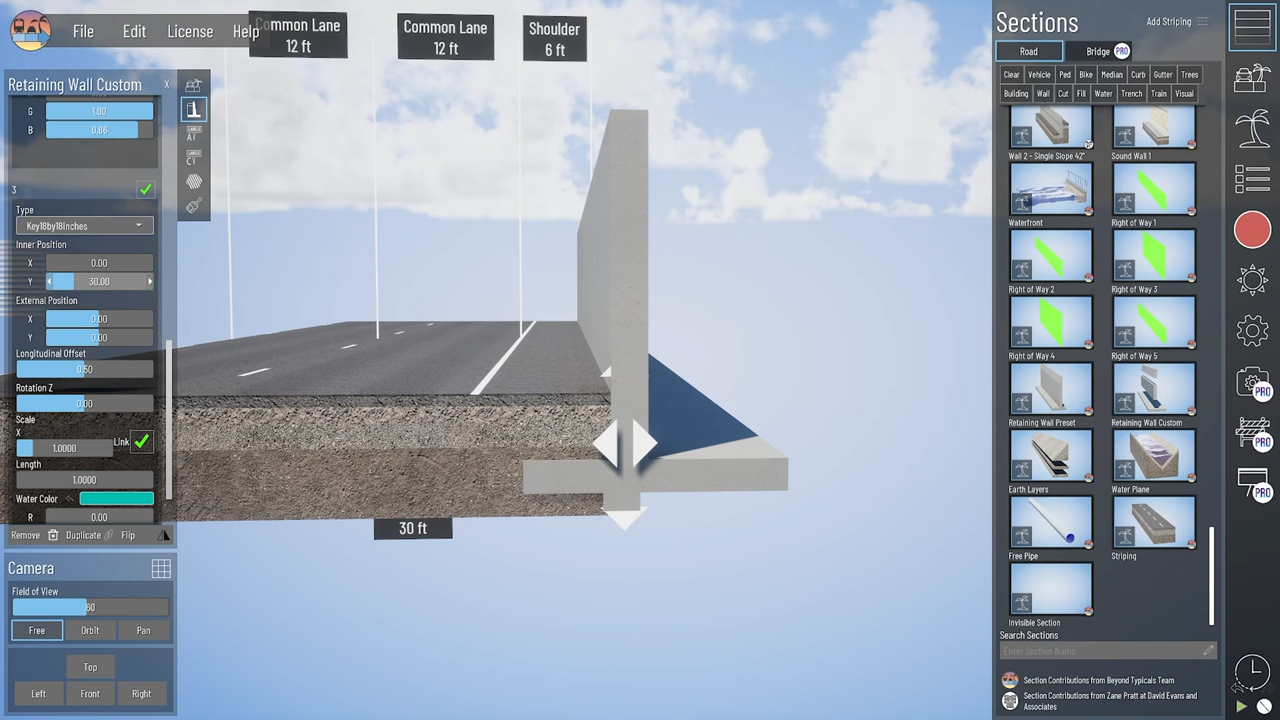 File Edit License Help
Common Lane
12 ft
Common Lane
12 ft
Shoulder
6 ft
Retaining Wall Custom X
G 1.00
B 0.86
3
Type
Key18by18Inches
Inner Position
X 0.00
Y 30.00
External Position
X 0.00
Y 0.00
Longitudinal Offset
0.50
Rotation Z
0.00
Scale
X 1.0000 Link
Length
1.0000
Water Color
R 0.00
Remove Duplicate Flip
Camera
Field of View
60
Free Orbit Pan
Top
Left Front Right
30 ft
Sections Add Striping
Road Bridge PRO
Clear Vehicle Ped Bike Median Curb Gutter Trees
Building Wall Cut Fill Water Trench Train Visual
Wall 2 - Single Slope 42" Sound Wall 1
Waterfront Right of Way 1
Right of Way 2 Right of Way 3
Right of Way 4 Right of Way 5
Retaining Wall Preset Retaining Wall Custom
Earth Layers Water Plane
Free Pipe Striping
Invisible Section
Search Sections
Enter Section Name
Section Contributions from Beyond Typicals Team
Section Contributions from Zane Pratt at David Evans and
Associates
PRO
PRO
PRO